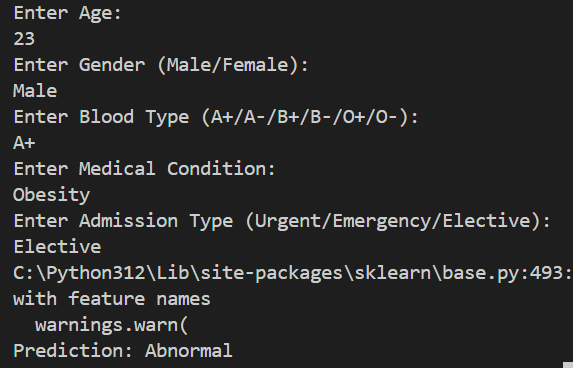 Enter Age:
23
Enter Gender (Male/Female):
Male
Enter Blood Type (A+/A-/B+/B-/O+/O-):
A+
Enter Medical Condition:
Obesity
Enter Admission Type (Urgent/Emergency/Elective):
Elective
C:\Python312\Lib\site-packages\sklearn\base.py:493:
with feature names
  warnings.warn(
Prediction: Abnormal